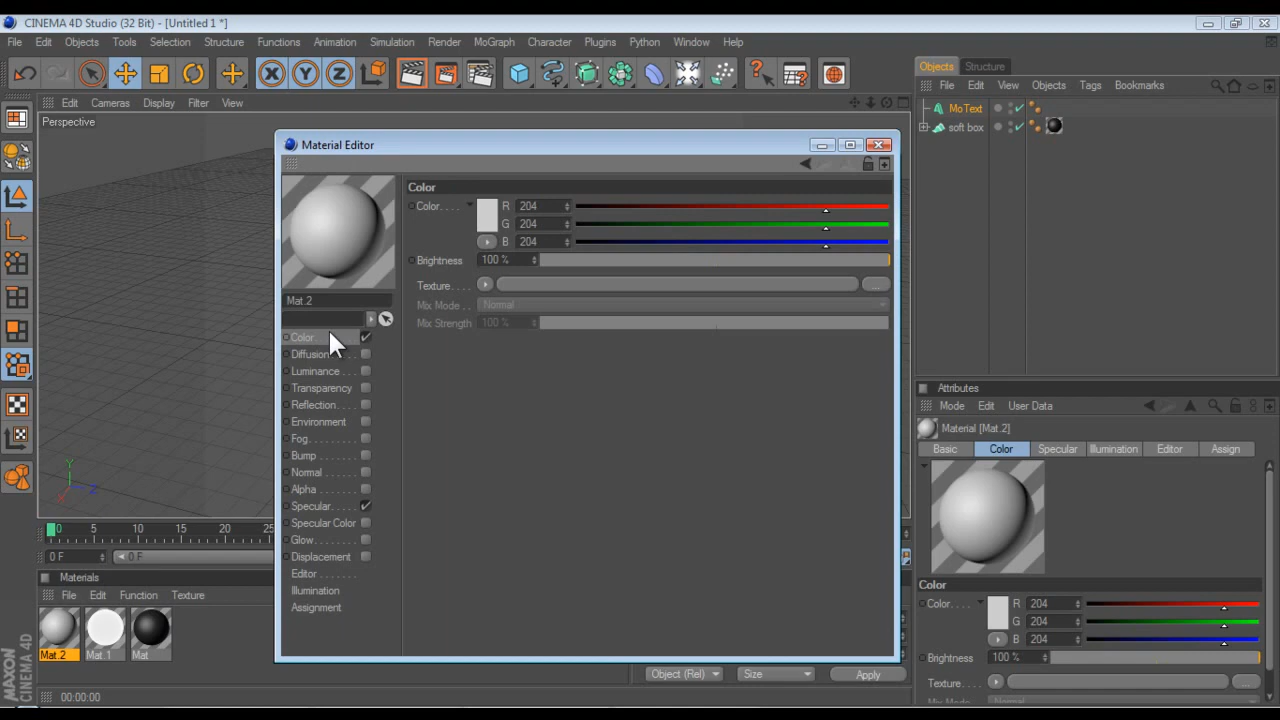 CINEMA 4D Studio (32 Bit) - [Untitled 1 *]
File Edit Objects Tools Selection Structure Functions Animation Simulation Render MoGraph Character Plugins Python Window Help
Edit Cameras Display Filter View
Perspective
Objects Structure
File Edit View Objects Tags Bookmarks
MoText
soft box
Material Editor
Color
Color. . . . R 204
G 204
B 204
Brightness 100 %
Texture. . . . ...
Mix Mode . . Normal
Mix Strength 100 %
Mat.2
Color
Diffusion
Luminance . . .
Transparency
Reflection. . . .
Environment
Fog. . . . . . . .
Bump . . . . . .
Normal . . . . .
Alpha . . . . . .
Specular. . . . .
Specular Color
Glow. . . . . . .
Displacement
Editor . . . . . .
Illumination
Assignment
0 5 10 15 20 25
0 F 0 F
Materials
File Edit Function Texture
Mat.2 Mat.1 Mat
Object (Rel) Size Apply
00:00:00
MAXON
CINEMA 4D
Attributes
Mode Edit User Data
Material [Mat.2]
Basic Color Specular Illumination Editor Assign
Color
Color. . . . R 204
G 204
B 204
Brightness 100 %
Texture. . . . ...
Mix Mode . . Normal